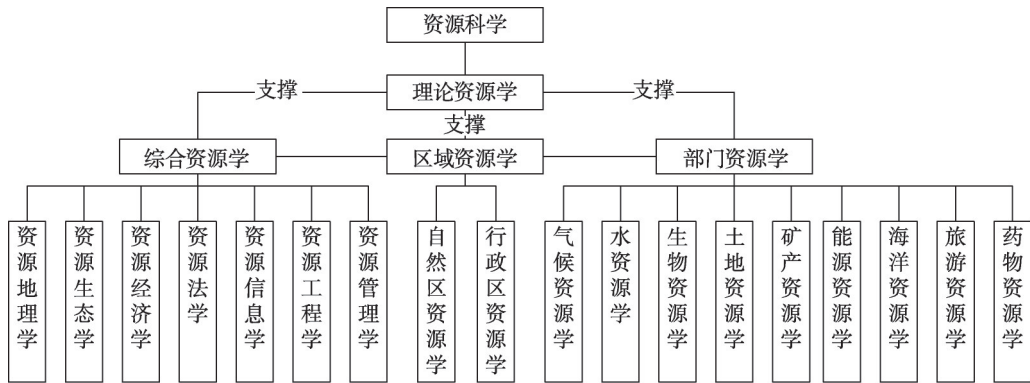 资源科学
理论资源学
支撑
支撑
支撑
综合资源学
区域资源学
部门资源学
资源地理学
资源生态学
资源经济学
资源法学
资源信息学
资源工程学
资源管理学
自然区资源学
行政区资源学
气候资源学
水资源学
生物资源学
土地资源学
矿产资源学
能源资源学
海洋资源学
旅游资源学
药物资源学